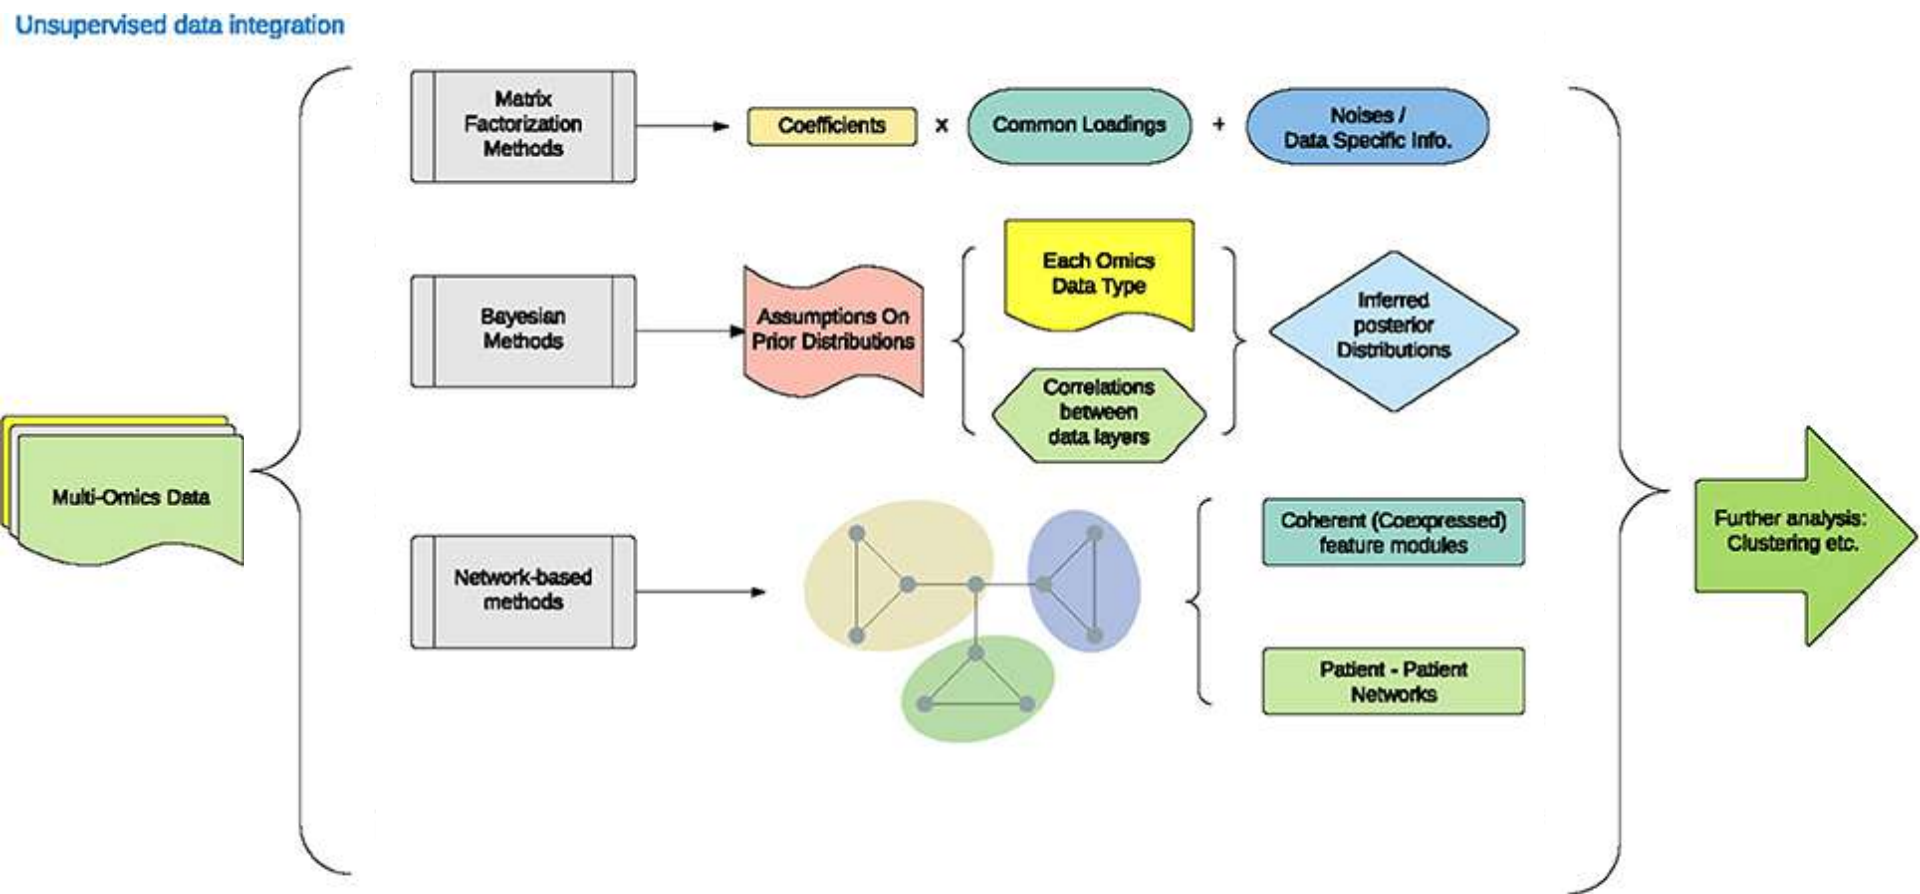 Unsupervised data integration
Matrix
Factorization
Methods
Coefficients
x
Common Loadings
+
Noises /
Data Specific Info.
Bayesian
Methods
Assumptions On
Prior Distributions
Each Omics
Data Type
Correlations
between
data layers
Inferred
posterior
Distributions
Multi-Omics Data
Network-based
methods
Coherent (Coexpressed)
feature modules
Patient - Patient
Networks
Further analysis:
Clustering etc.